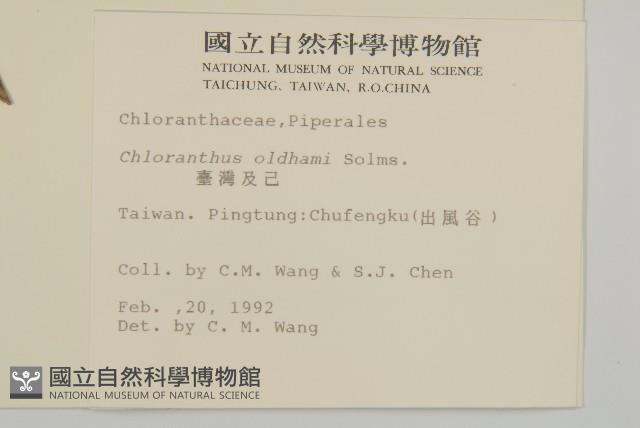 國立自然科學博物館
NATIONAL MUSEUM OF NATURAL SCIENCE
TAICHUNG, TAIWAN, R.O.CHINA
Chloranthaceae,Piperales
Chloranthus oldhami Solms.
臺灣及己
Taiwan. Pingtung:Chufengku(出風谷)
Coll. by C.M. Wang & S.J. Chen
Feb. ,20, 1992
Det. by C. M. Wang
國立自然科學博物館
NATIONAL MUSEUM OF NATURAL SCIENCE